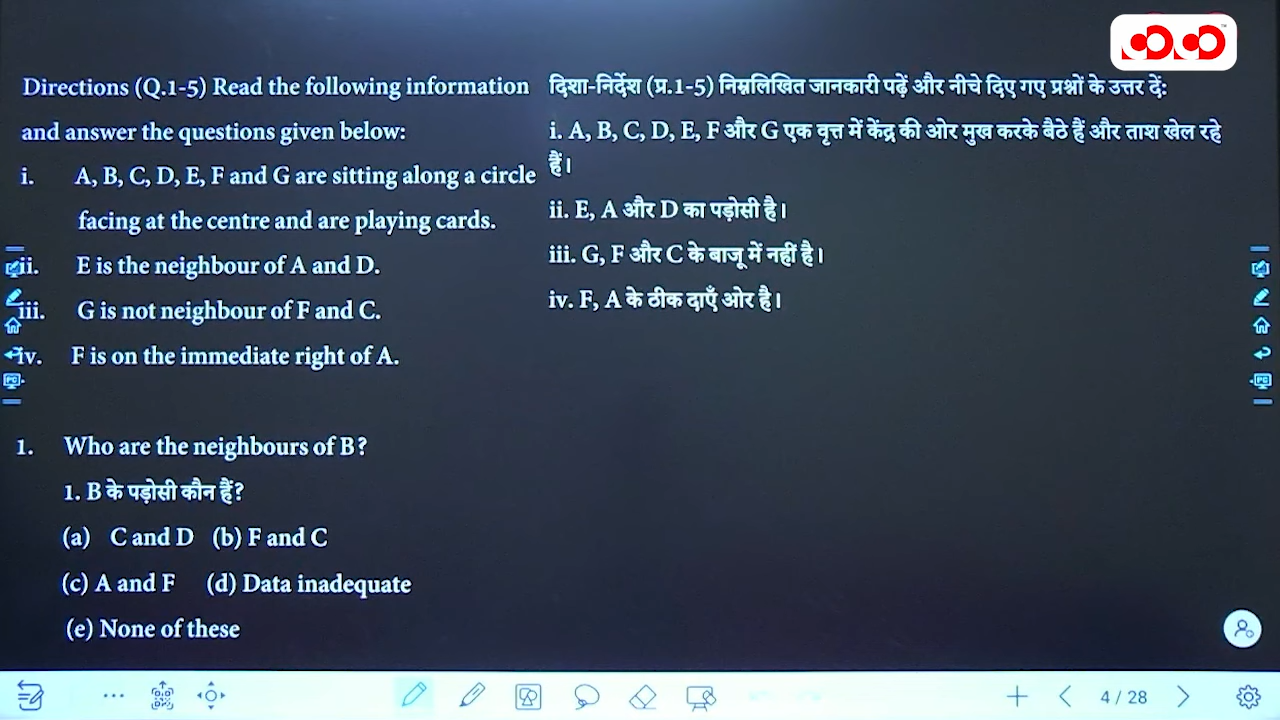 Directions (Q.1-5) Read the following information
and answer the questions given below:
i. A, B, C, D, E, F and G are sitting along a circle
facing at the centre and are playing cards.
ii. E is the neighbour of A and D.
iii. G is not neighbour of F and C.
iv. F is on the immediate right of A.
दिशा-निर्देश (प्र.1-5) निम्नलिखित जानकारी पढ़ें और नीचे दिए गए प्रश्नों के उत्तर दें:
i. A, B, C, D, E, F और G एक वृत्त में केंद्र की ओर मुख करके बैठे हैं और ताश खेल रहे
हैं।
ii. E, A और D का पड़ोसी है।
iii. G, F और C के बाजू में नहीं है।
iv. F, A के ठीक दाएँ ओर है।
1. Who are the neighbours of B?
1. B के पड़ोसी कौन हैं?
(a) C and D (b) F and C
(c) A and F (d) Data inadequate
(e) None of these
4 / 28